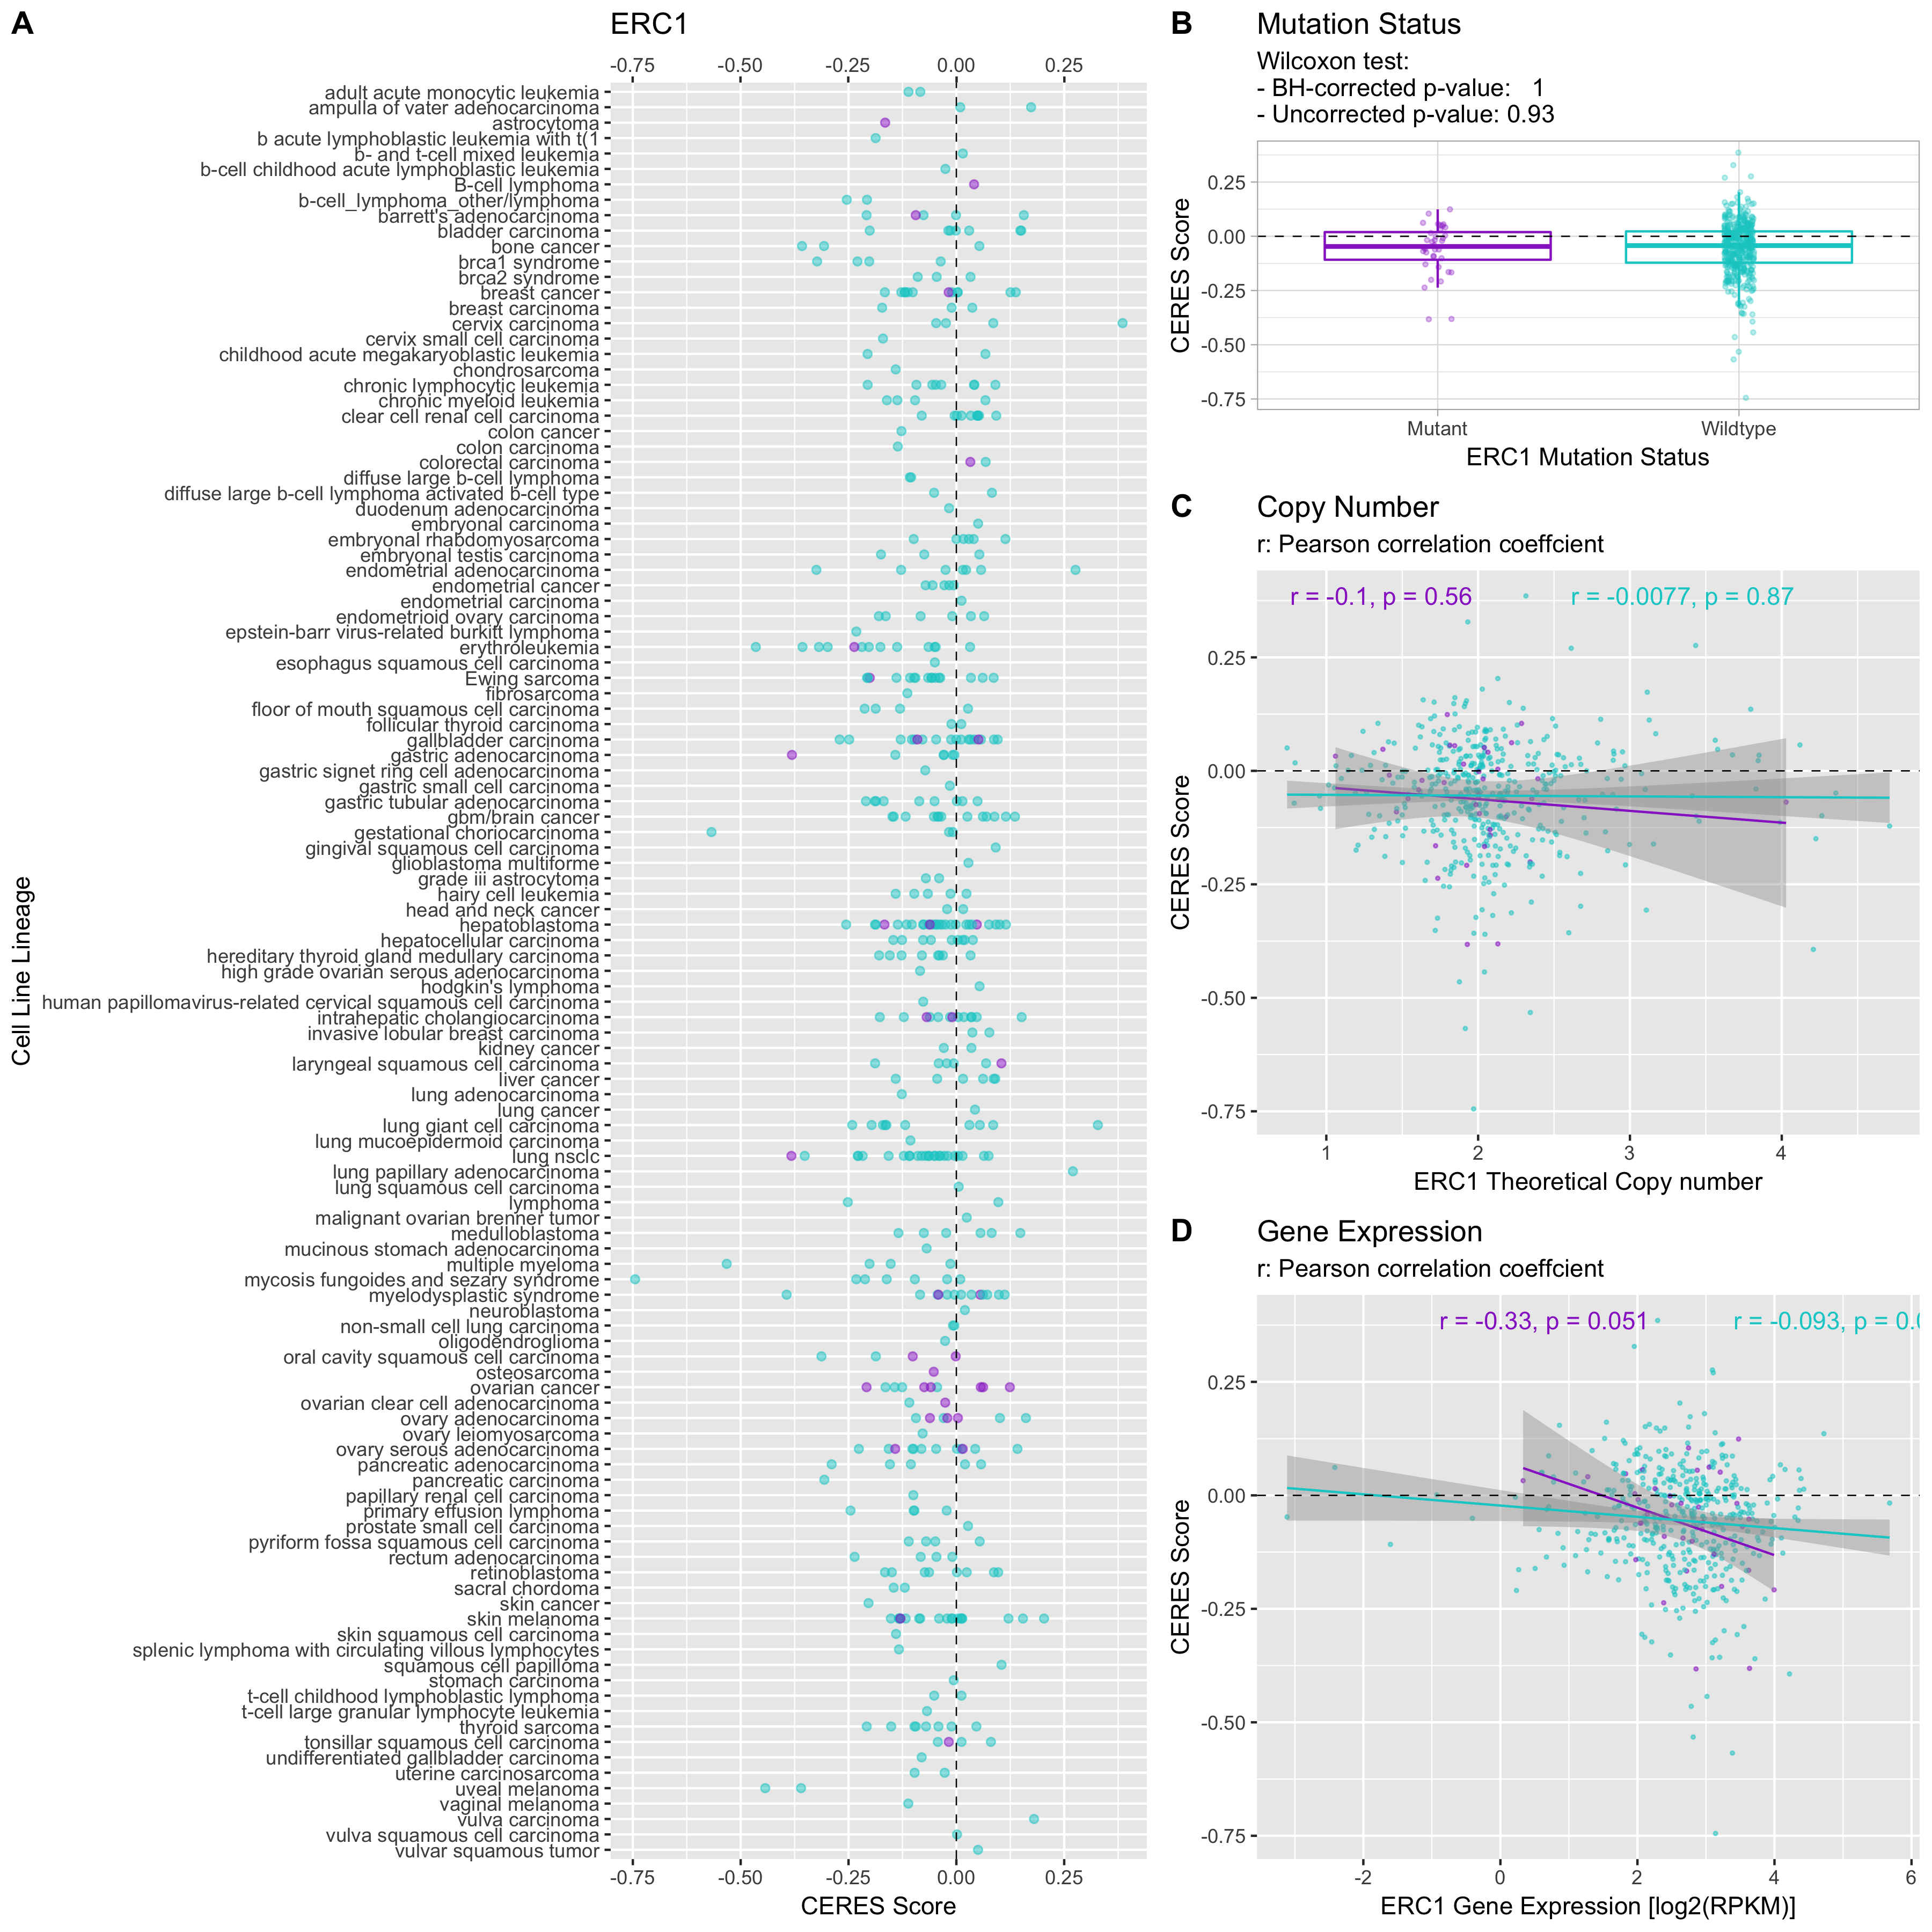 A
ERC1
-0.75 -0.50 -0.25 0.00 0.25
Cell Line Lineage
adult acute monocytic leukemia
ampulla of vater adenocarcinoma
astrocytoma
b acute lymphoblastic leukemia with t(1
b- and t-cell mixed leukemia
b-cell childhood acute lymphoblastic leukemia
B-cell lymphoma
b-cell_lymphoma_other/lymphoma
barrett's adenocarcinoma
bladder carcinoma
bone cancer
brca1 syndrome
brca2 syndrome
breast cancer
breast carcinoma
cervix carcinoma
cervix small cell carcinoma
childhood acute megakaryoblastic leukemia
chondrosarcoma
chronic lymphocytic leukemia
chronic myeloid leukemia
clear cell renal cell carcinoma
colon cancer
colon carcinoma
colorectal carcinoma
diffuse large b-cell lymphoma
diffuse large b-cell lymphoma activated b-cell type
duodenum adenocarcinoma
embryonal carcinoma
embryonal rhabdomyosarcoma
embryonal testis carcinoma
endometrial adenocarcinoma
endometrial cancer
endometrial carcinoma
endometrioid ovary carcinoma
epstein-barr virus-related burkitt lymphoma
erythroleukemia
esophagus squamous cell carcinoma
Ewing sarcoma
fibrosarcoma
floor of mouth squamous cell carcinoma
follicular thyroid carcinoma
gallbladder carcinoma
gastric adenocarcinoma
gastric signet ring cell adenocarcinoma
gastric small cell carcinoma
gastric tubular adenocarcinoma
gbm/brain cancer
gestational choriocarcinoma
gingival squamous cell carcinoma
glioblastoma multiforme
grade iii astrocytoma
hairy cell leukemia
head and neck cancer
hepatoblastoma
hepatocellular carcinoma
hereditary thyroid gland medullary carcinoma
high grade ovarian serous adenocarcinoma
hodgkin's lymphoma
human papillomavirus-related cervical squamous cell carcinoma
intrahepatic cholangiocarcinoma
invasive lobular breast carcinoma
kidney cancer
laryngeal squamous cell carcinoma
liver cancer
lung adenocarcinoma
lung cancer
lung giant cell carcinoma
lung mucoepidermoid carcinoma
lung nsclc
lung papillary adenocarcinoma
lung squamous cell carcinoma
lymphoma
malignant ovarian brenner tumor
medulloblastoma
mucinous stomach adenocarcinoma
multiple myeloma
mycosis fungoides and sezary syndrome
myelodysplastic syndrome
neuroblastoma
non-small cell lung carcinoma
oligodendroglioma
oral cavity squamous cell carcinoma
osteosarcoma
ovarian cancer
ovarian clear cell adenocarcinoma
ovary adenocarcinoma
ovary leiomyosarcoma
ovary serous adenocarcinoma
pancreatic adenocarcinoma
pancreatic carcinoma
papillary renal cell carcinoma
primary effusion lymphoma
prostate small cell carcinoma
pyriform fossa squamous cell carcinoma
rectum adenocarcinoma
retinoblastoma
sacral chordoma
skin cancer
skin melanoma
skin squamous cell carcinoma
splenic lymphoma with circulating villous lymphocytes
squamous cell papilloma
stomach carcinoma
t-cell childhood lymphoblastic lymphoma
t-cell large granular lymphocyte leukemia
thyroid sarcoma
tonsillar squamous cell carcinoma
undifferentiated gallbladder carcinoma
uterine carcinosarcoma
uveal melanoma
vaginal melanoma
vulva carcinoma
vulva squamous cell carcinoma
vulvar squamous tumor
-0.75 -0.50 -0.25 0.00 0.25
CERES Score
B
Mutation Status
Wilcoxon test:
- BH-corrected p-value: 1
- Uncorrected p-value: 0.93
CERES Score
0.25
0.00
-0.25
-0.50
-0.75
Mutant Wildtype
ERC1 Mutation Status
C
Copy Number
r: Pearson correlation coeffcient
r = -0.1, p = 0.56 r = -0.0077, p = 0.87
CERES Score
0.25
0.00
-0.25
-0.50
-0.75
1 2 3 4
ERC1 Theoretical Copy number
D
Gene Expression
r: Pearson correlation coeffcient
r = -0.33, p = 0.051 r = -0.093, p = 0.0
CERES Score
0.25
0.00
-0.25
-0.50
-0.75
-2 0 2 4 6
ERC1 Gene Expression [log2(RPKM)]